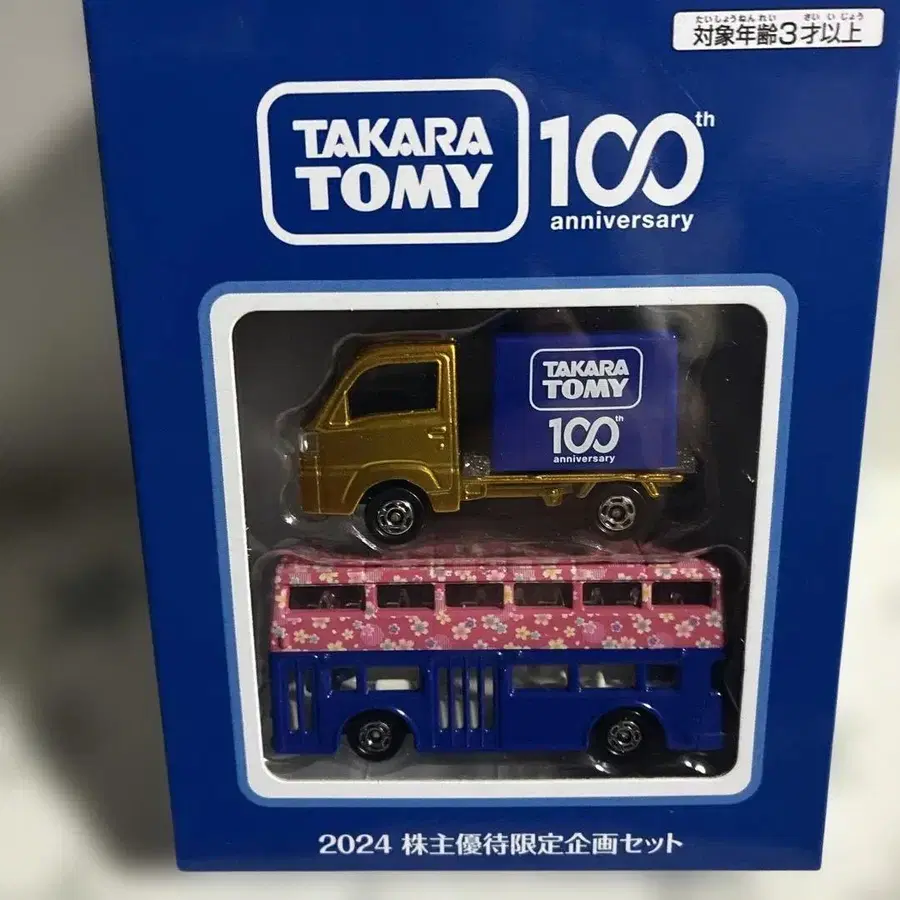 たいしょうねんれい さい い じょう
対象年齢3才以上
TAKARA
TOMY
100th
anniversary
TAKARA
TOMY
100th
anniversary
2024 株主優待限定企画セット